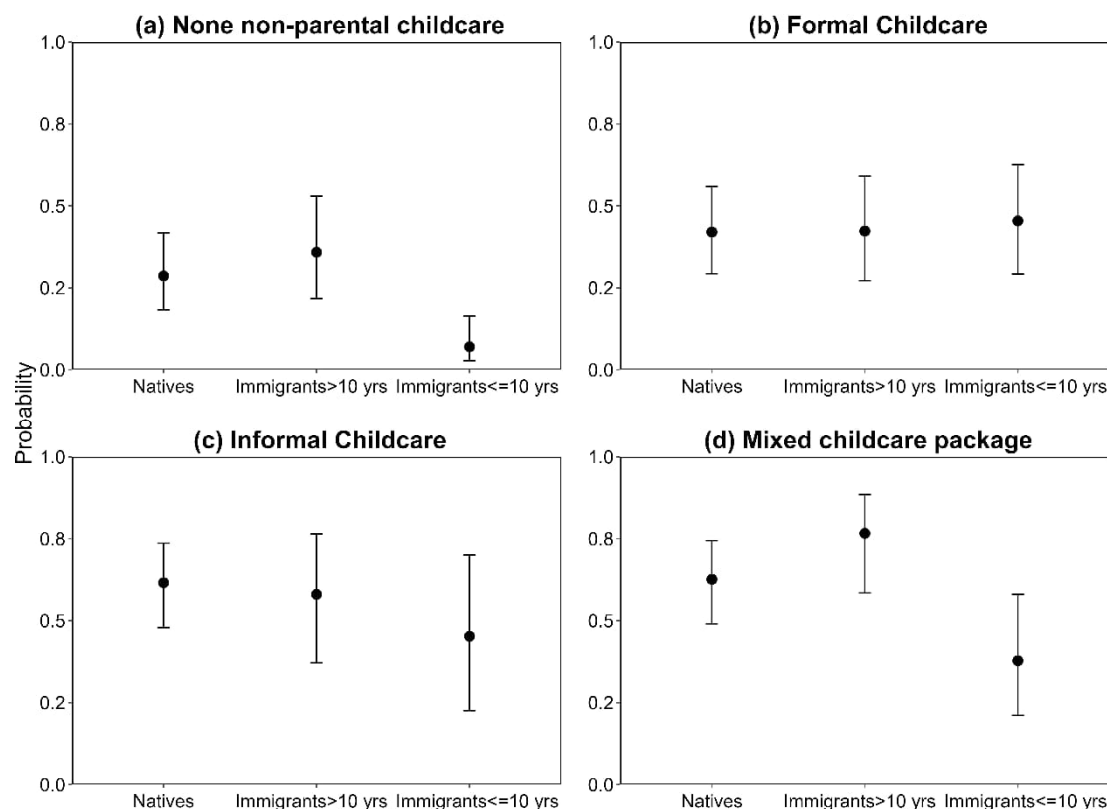 Probability
(a) None non-parental childcare
1.0
0.8
0.5
0.2
0.0
Natives Immigrants>10 yrs Immigrants<=10 yrs
(b) Formal Childcare
1.0
0.8
0.5
0.2
0.0
Natives Immigrants>10 yrs Immigrants<=10 yrs
(c) Informal Childcare
1.0
0.8
0.5
0.2
0.0
Natives Immigrants>10 yrs Immigrants<=10 yrs
(d) Mixed childcare package
1.0
0.8
0.5
0.2
0.0
Natives Immigrants>10 yrs Immigrants<=10 yrs